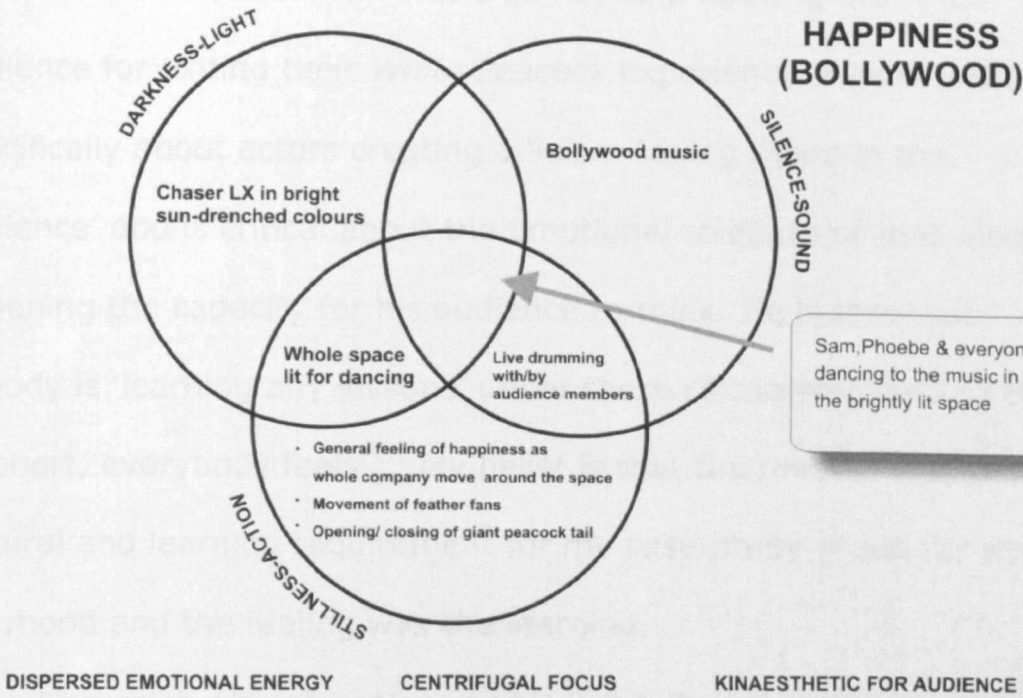 HAPPINESS
(BOLLYWOOD)
DARKNESS-LIGHT
SILENCE-SOUND
Bollywood music
Chaser LX in bright
sun-drenched colours
Whole space
lit for dancing
Live drumming
with/by
audience members
Sam,Phoebe & everyon
dancing to the music in
the brightly lit space
General feeling of happiness as
whole company move around the space
· Movement of feather fans
· Opening/ closing of giant peacock tail
STILLNESS-ACTION
DISPERSED EMOTIONAL ENERGY
CENTRIFUGAL FOCUS
KINAESTHETIC FOR AUDIENCE